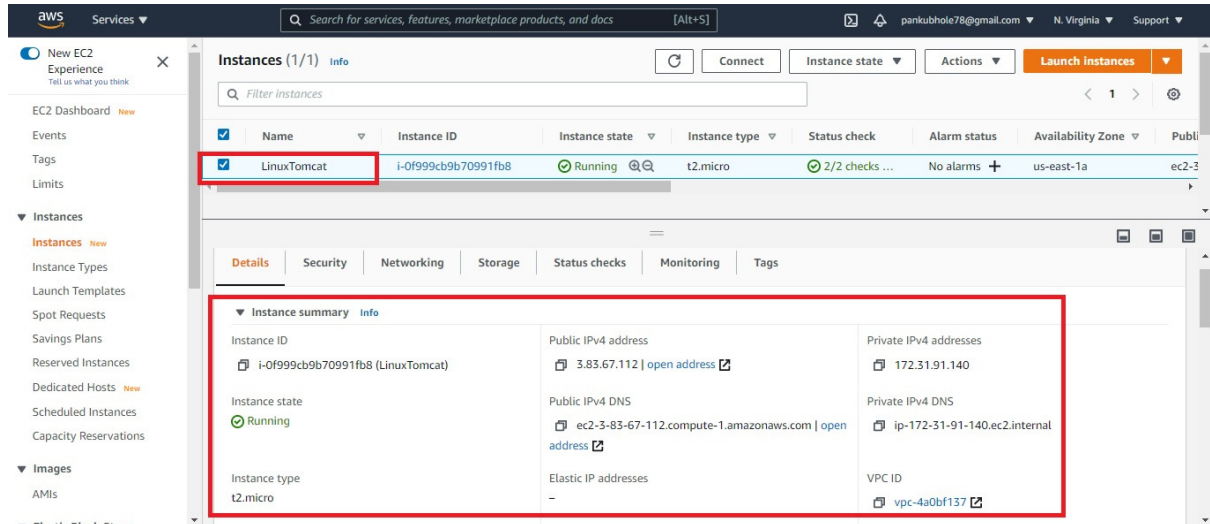 aws Services ▼ Search for services, features, marketplace products, and docs [Alt+S] pankubhole78@gmail.com ▼ N. Virginia ▼ Support ▼
New EC2
Experience
Tell us what you think
EC2 Dashboard New
Events
Tags
Limits
▼ Instances
Instances New
Instance Types
Launch Templates
Spot Requests
Savings Plans
Reserved Instances
Dedicated Hosts New
Scheduled Instances
Capacity Reservations
▼ Images
AMIs
Instances (1/1) Info Connect Instance state ▼ Actions ▼ Launch instances ▼
Filter instances
< 1 >
Name Instance ID Instance state Instance type Status check Alarm status Availability Zone Publi
LinuxTomcat i-0f999cb9b70991fb8 Running t2.micro 2/2 checks ... No alarms + us-east-1a ec2-3
Details Security Networking Storage Status checks Monitoring Tags
▼ Instance summary Info
Instance ID Public IPv4 address Private IPv4 addresses
i-0f999cb9b70991fb8 (LinuxTomcat) 3.83.67.112 | open address 172.31.91.140
Instance state Public IPv4 DNS Private IPv4 DNS
Running ec2-3-83-67-112.compute-1.amazonaws.com | open ip-172-31-91-140.ec2.internal
address
Instance type Elastic IP addresses VPC ID
t2.micro – vpc-4a0bf137